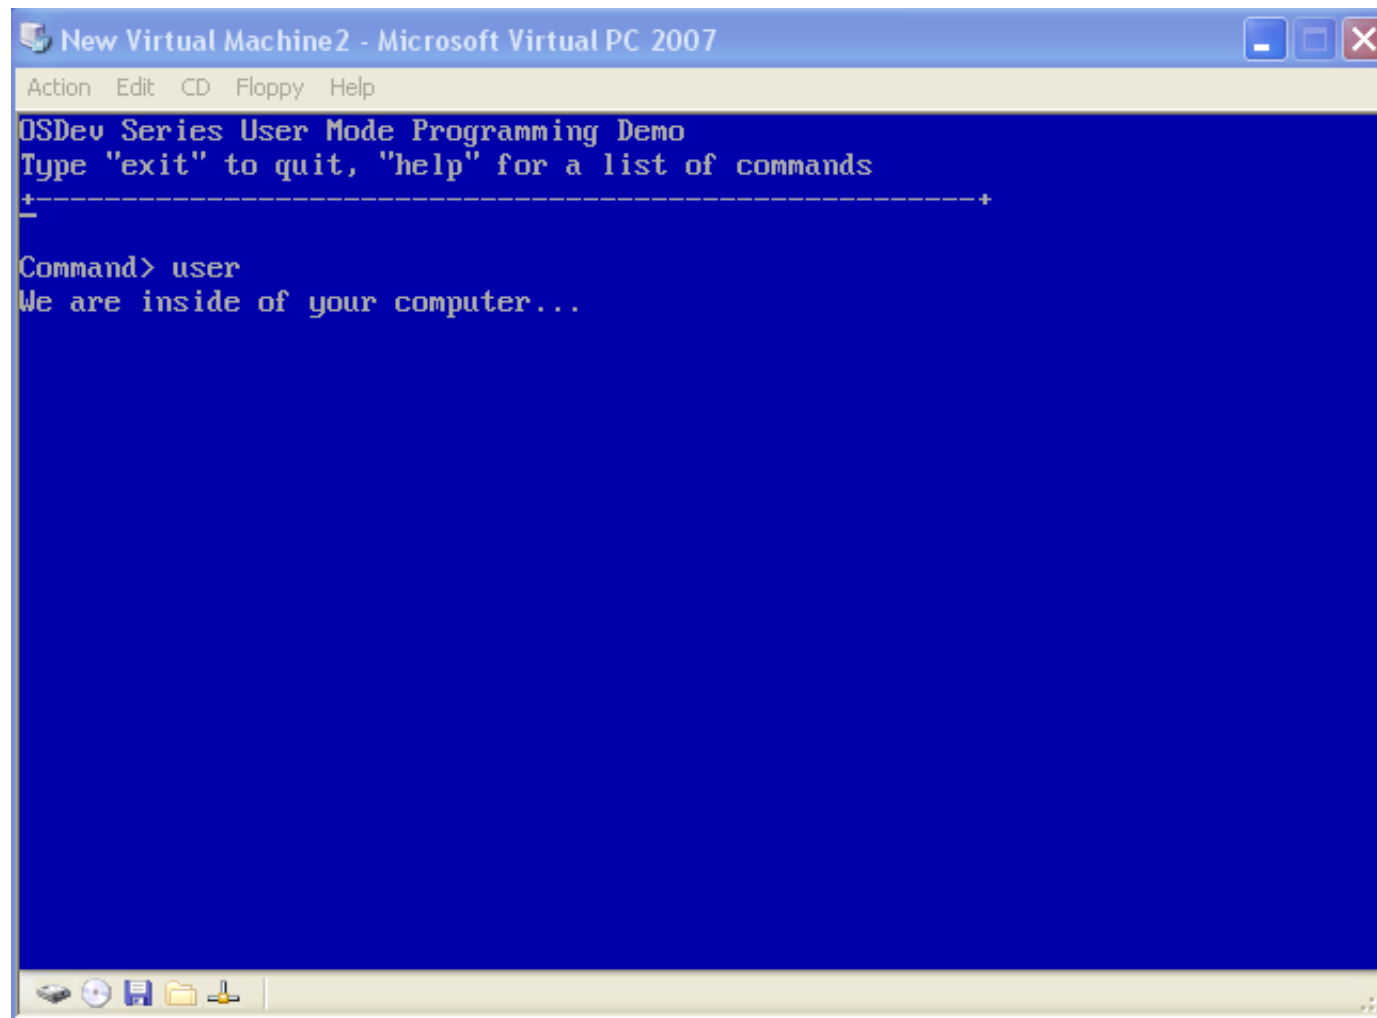 New Virtual Machine2 - Microsoft Virtual PC 2007
Action Edit CD Floppy Help
OSDev Series User Mode Programming Demo
Type "exit" to quit, "help" for a list of commands
+-------------------------------------------------------+
Command> user
We are inside of your computer...